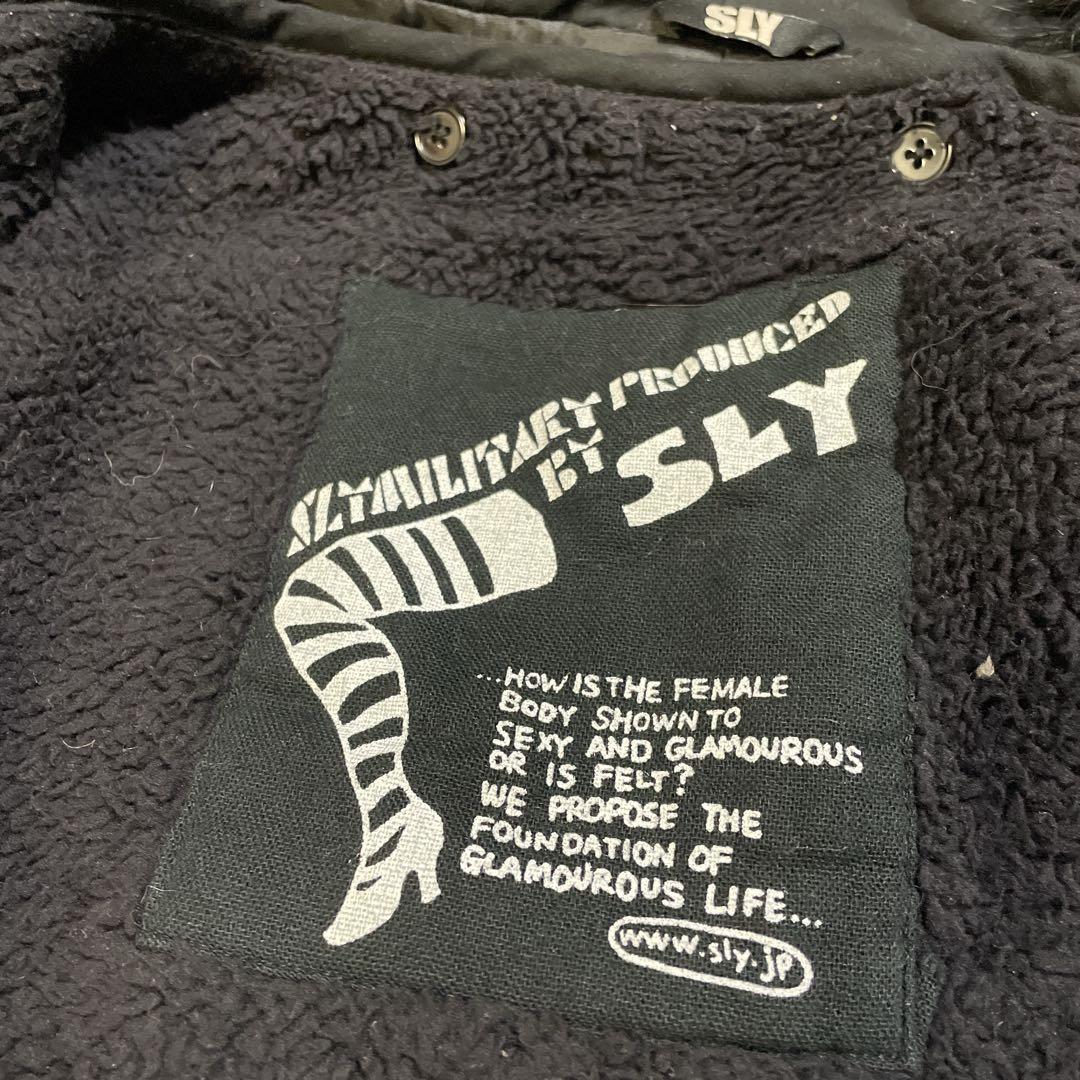 SLY
SLYMILITARY PRODUCED
BY SLY
...HOW IS THE FEMALE
BODY SHOWN TO
SEXY AND GLAMOUROUS
OR IS FELT?
WE PROPOSE THE
FOUNDATION OF
GLAMOUROUS LIFE...
www.sly.jp